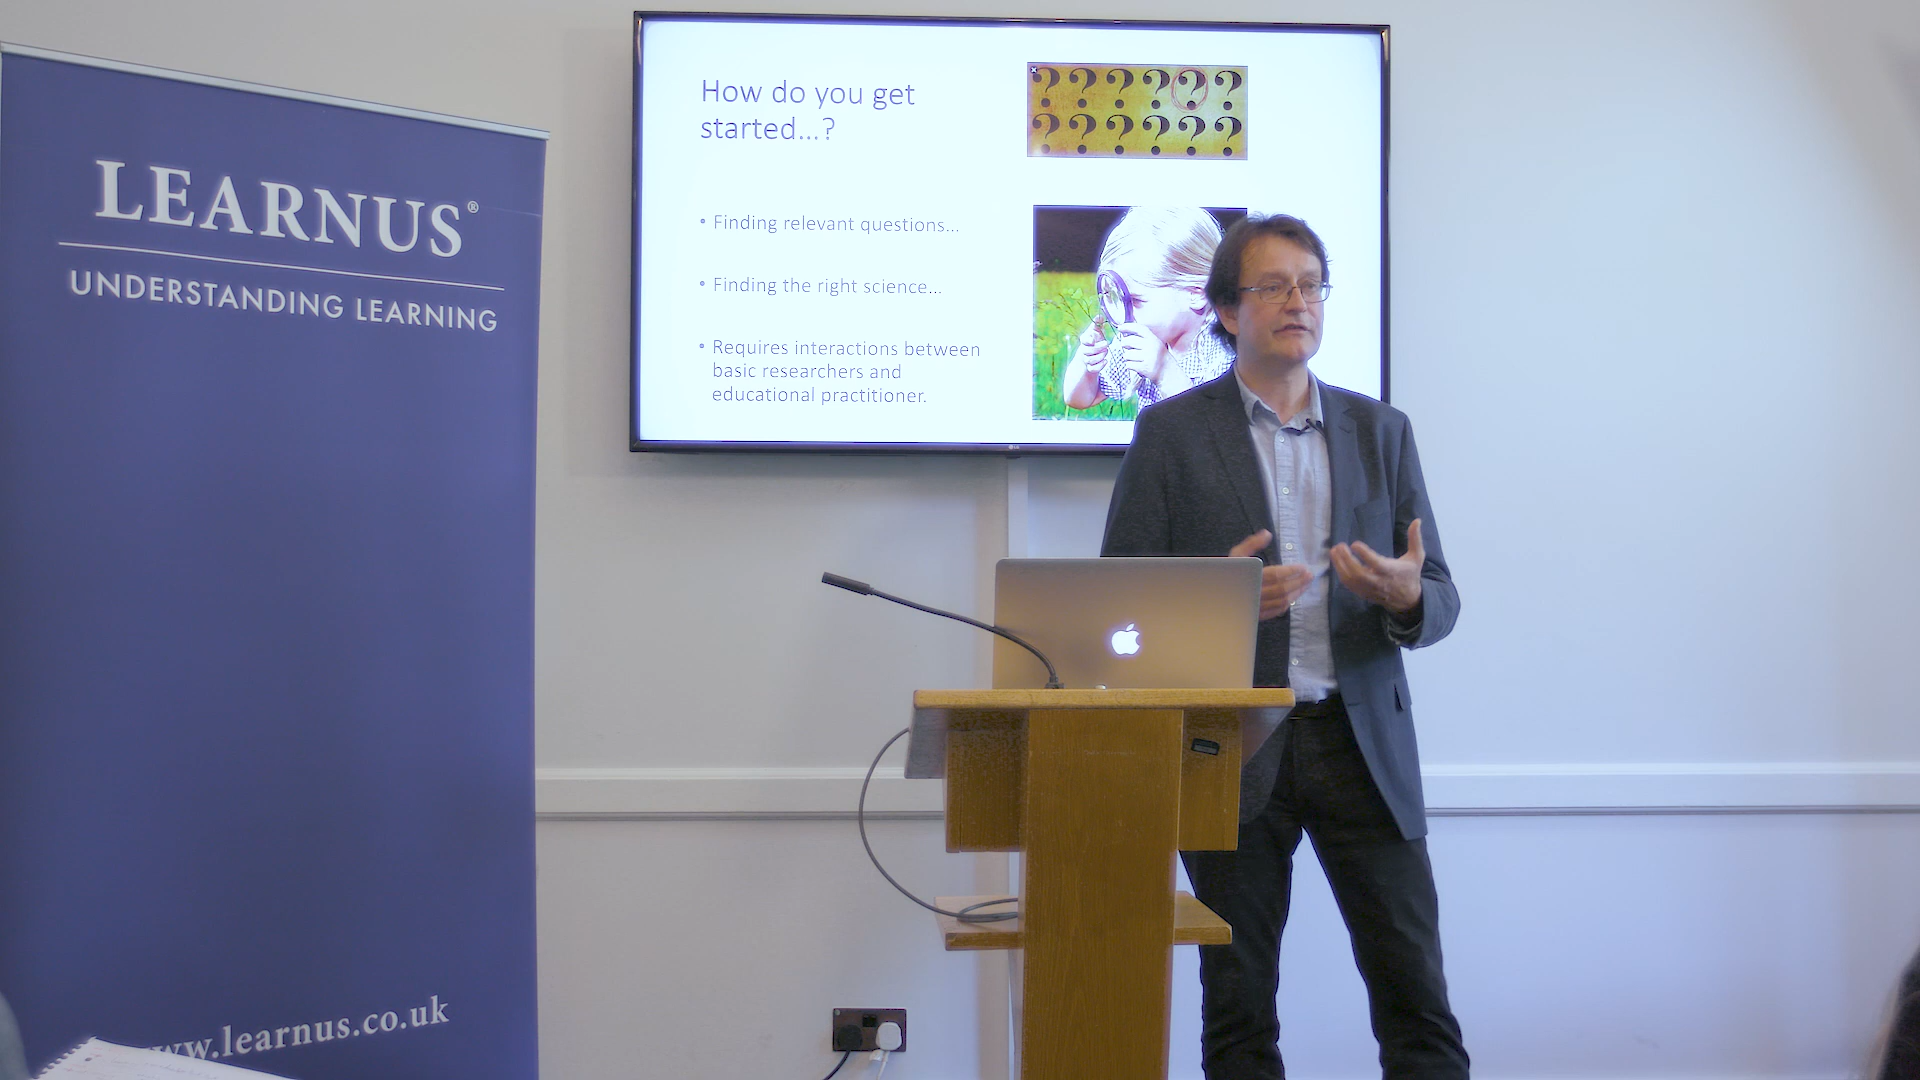 LEARNUS®
UNDERSTANDING LEARNING
www.learnus.co.uk
How do you get
started...?
• Finding relevant questions...
• Finding the right science...
• Requires interactions between
basic researchers and
educational practitioner.
? ? ? ? ? ?
? ? ? ? ? ?